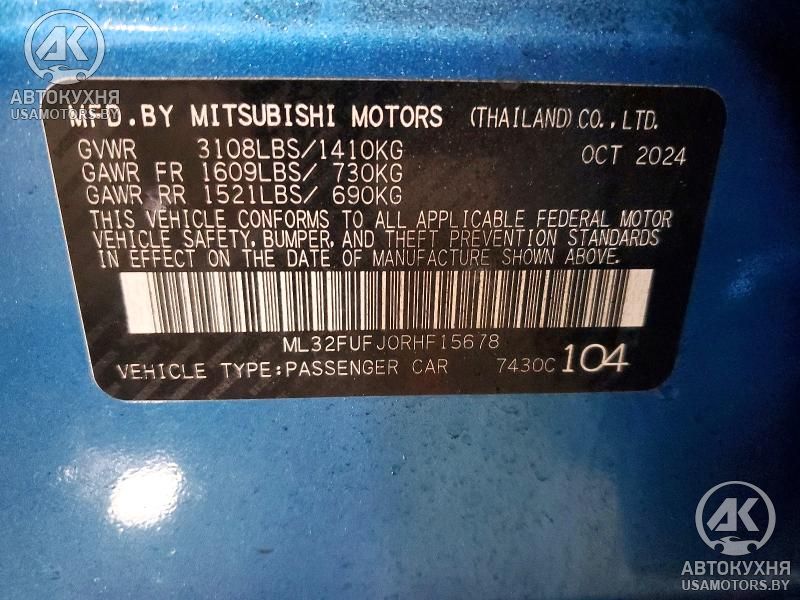 AK
АВТОКУХНЯ
USAMOTORS.BY
MFD.BY MITSUBISHI MOTORS (THAILAND) CO., LTD.
GVWR 3108LBS/1410KG OCT 2024
GAWR FR 1609LBS/ 730KG
GAWR RR 1521LBS/ 690KG
THIS VEHICLE CONFORMS TO ALL APPLICABLE FEDERAL MOTOR
VEHICLE SAFETY, BUMPER, AND THEFT PREVENTION STANDARDS
IN EFFECT ON THE DATE OF MANUFACTURE SHOWN ABOVE.
ML32FUFJ0RHF15678
VEHICLE TYPE:PASSENGER CAR 7430C 104
AK
АВТОКУХНЯ
USAMOTORS.BY